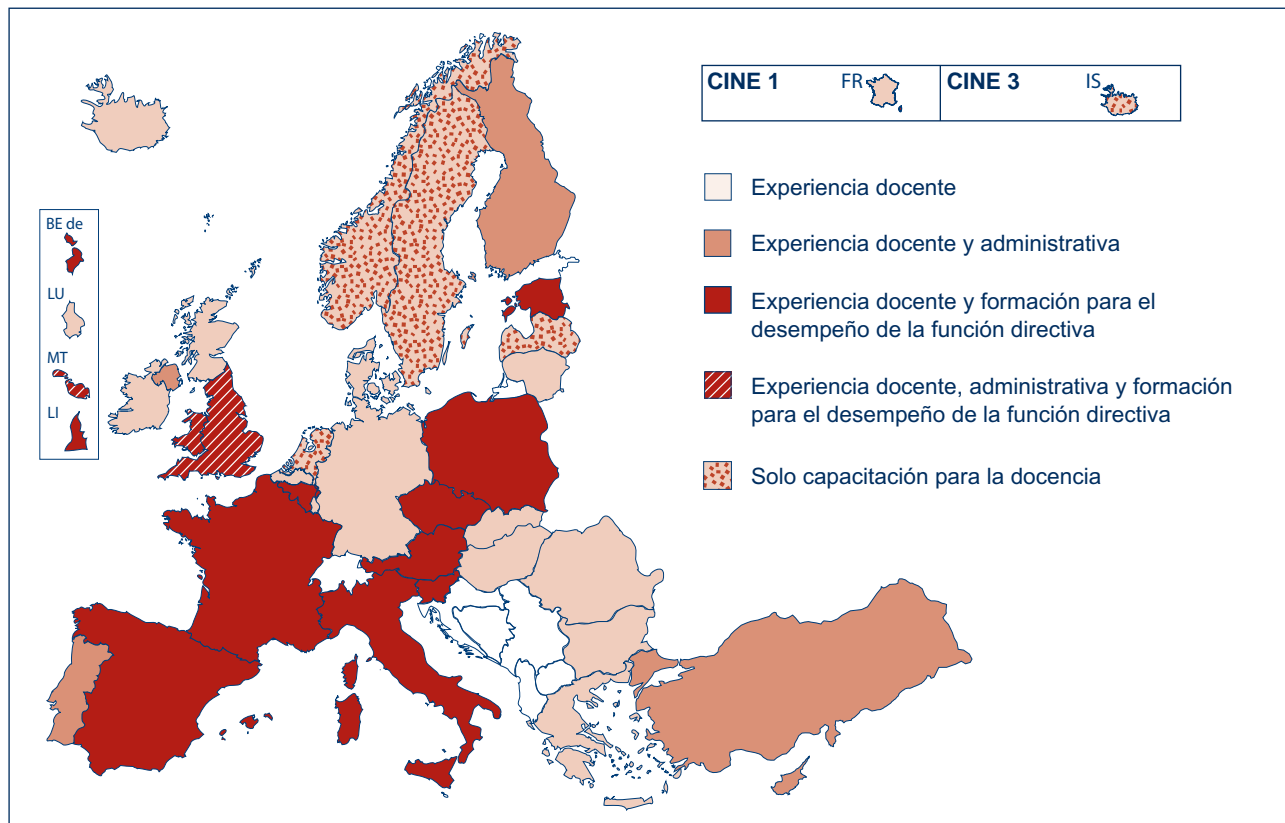 CINE 1
FR
CINE 3
IS
Experiencia docente
Experiencia docente y administrativa
Experiencia docente y formación para el
desempeño de la función directiva
Experiencia docente, administrativa y formación
para el desempeño de la función directiva
Solo capacitación para la docencia
BE de
LU
MT
LI